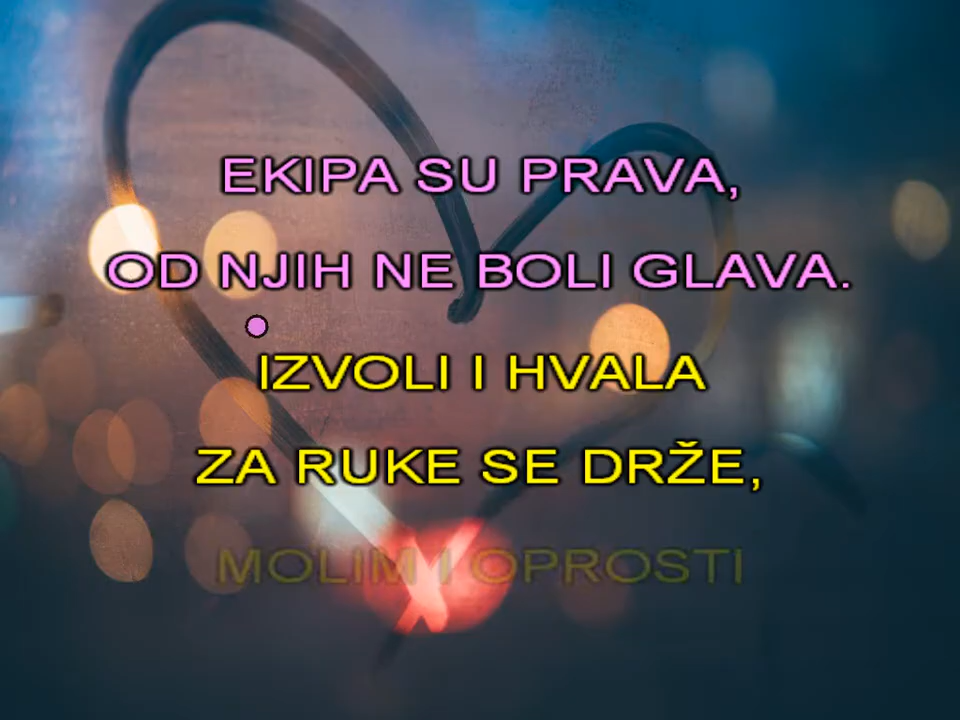 EKIPA SU PRAVA,
OD NJIH NE BOLI GLAVA.
IZVOLI I HVALA
ZA RUKE SE DRŽE,
MOLIM I OPROSTI